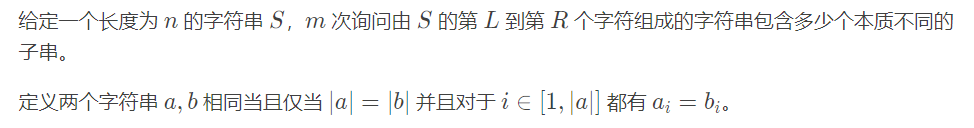 给定一个长度为 n 的字符串 S，m 次询问由 S 的第 L 到第 R 个字符组成的字符串包含多少个本质不同的
子串。
定义两个字符串 a, b 相同当且仅当 |a| = |b| 并且对于 i ∈ [1, |a|] 都有 a_i = b_i。